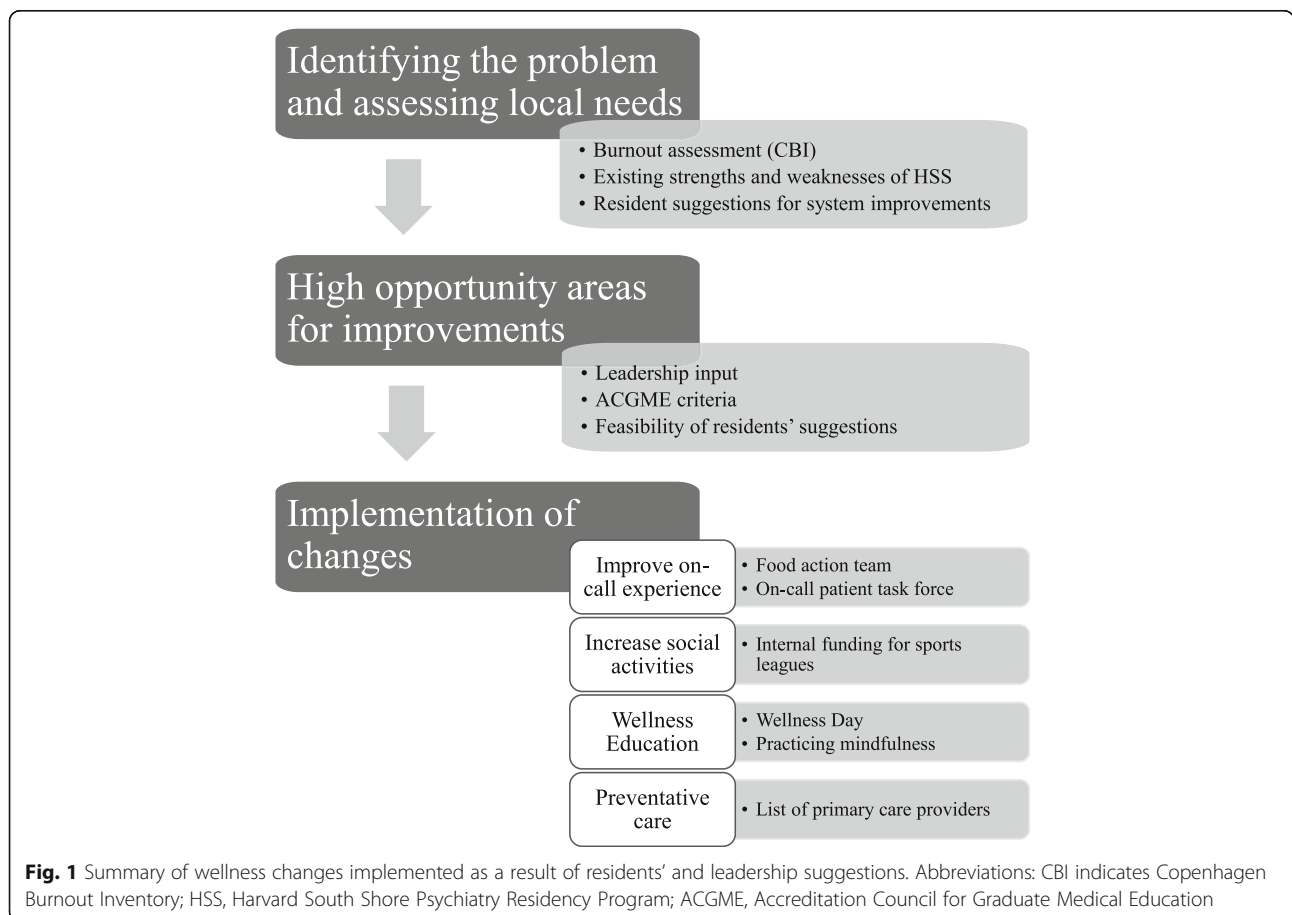 Identifying the problem
and assessing local needs
• Burnout assessment (CBI)
• Existing strengths and weaknesses of HSS
• Resident suggestions for system improvements
High opportunity areas
for improvements
• Leadership input
• ACGME criteria
• Feasibility of residents' suggestions
Implementation of
changes
Improve on-
call experience
• Food action team
• On-call patient task force
Increase social
activities
• Internal funding for sports
leagues
Wellness
Education
• Wellness Day
• Practicing mindfulness
Preventative
care
• List of primary care providers
Fig. 1 Summary of wellness changes implemented as a result of residents' and leadership suggestions. Abbreviations: CBI indicates Copenhagen
Burnout Inventory; HSS, Harvard South Shore Psychiatry Residency Program; ACGME, Accreditation Council for Graduate Medical Education